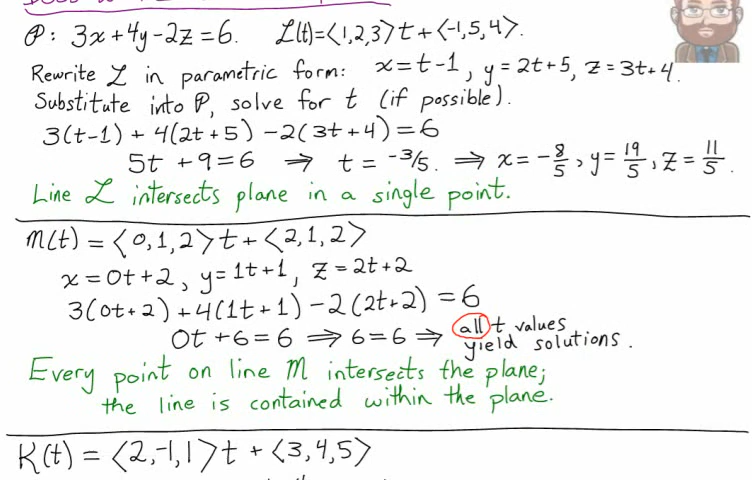 𝒫: 3x+4y-2z=6. ℒ(t)=⟨1,2,3⟩t+⟨-1,5,4⟩.
Rewrite ℒ in parametric form: x=t-1, y=2t+5, z=3t+4.
Substitute into 𝒫, solve for t (if possible).
3(t-1)+4(2t+5)-2(3t+4)=6
5t+9=6 ⇒ t=-3/5. ⇒ x=-8/5, y=19/5, z=11/5.
Line ℒ intersects plane in a single point.
M(t)=⟨0,1,2⟩t+⟨2,1,2⟩
x=0t+2, y=1t+1, z=2t+2
3(0t+2)+4(1t+1)-2(2t+2)=6
0t+6=6 ⇒ 6=6 ⇒ all t values
yield solutions.
Every point on line M intersects the plane;
the line is contained within the plane.
K(t)=⟨2,-1,1⟩t+⟨3,4,5⟩